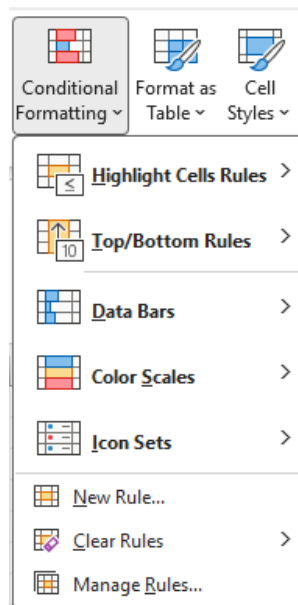 Conditional Format as Cell
Formatting Table Styles
≤
Highlight Cells Rules
10
Top/Bottom Rules
Data Bars
Color Scales
Icon Sets
New Rule...
Clear Rules
Manage Rules...